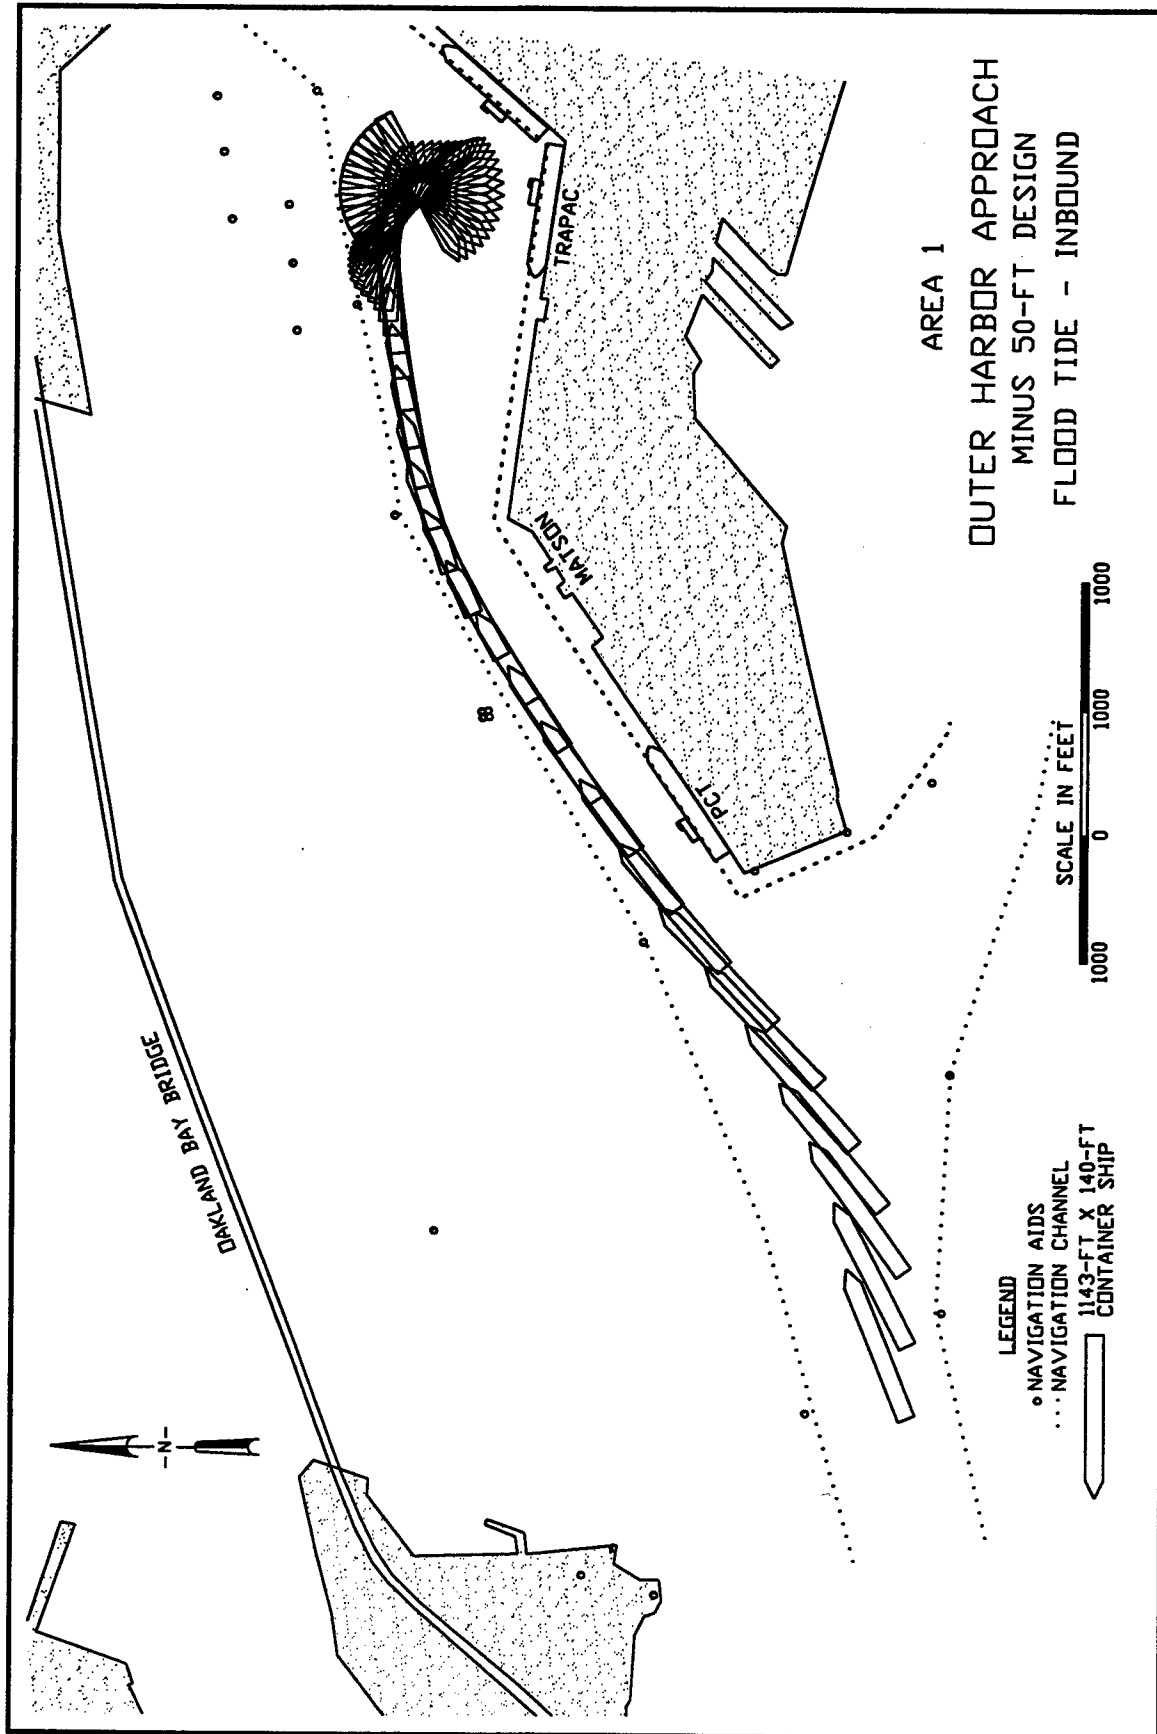 OAKLAND BAY BRIDGE
-N-
TRAPAC
MATSON
PCT
AREA 1
OUTER HARBOR APPROACH
MINUS 50-FT DESIGN
FLOOD TIDE - INBOUND
SCALE IN FEET
1000 0 1000 1000
LEGEND
NAVIGATION AIDS
NAVIGATION CHANNEL
1143-FT X 140-FT
CONTAINER SHIP